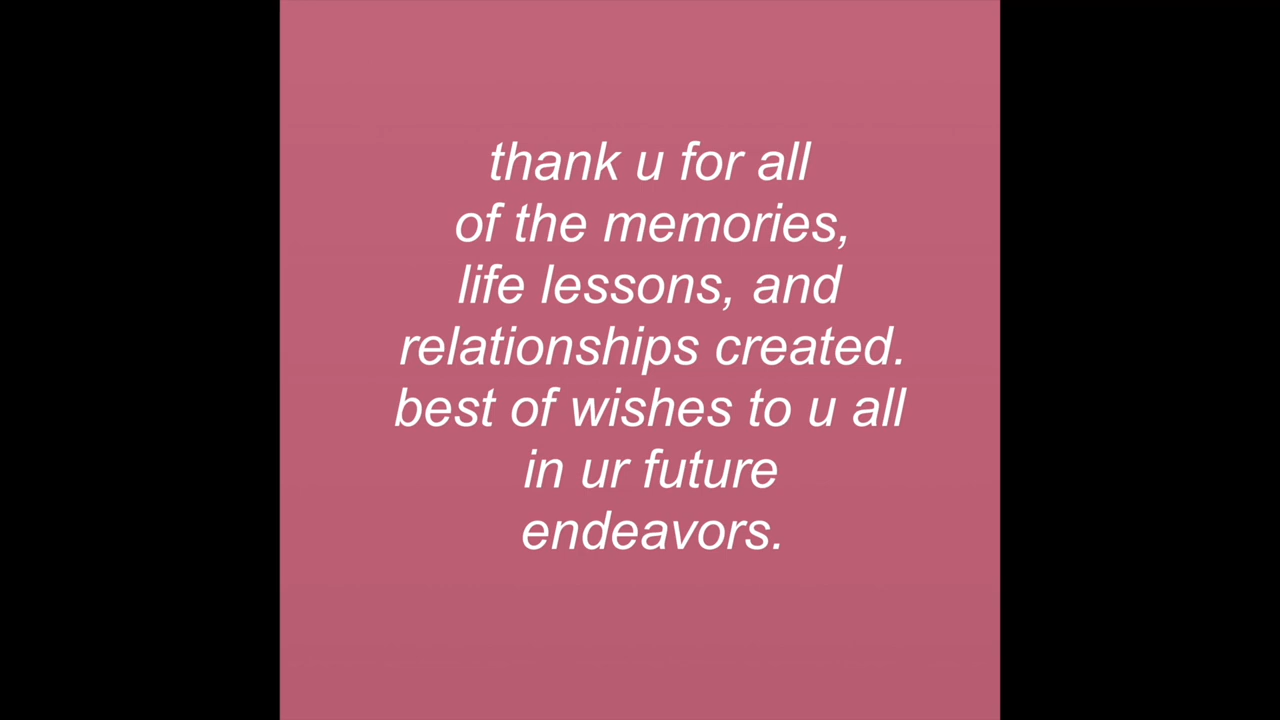 thank u for all
of the memories,
life lessons, and
relationships created.
best of wishes to u all
in ur future
endeavors.